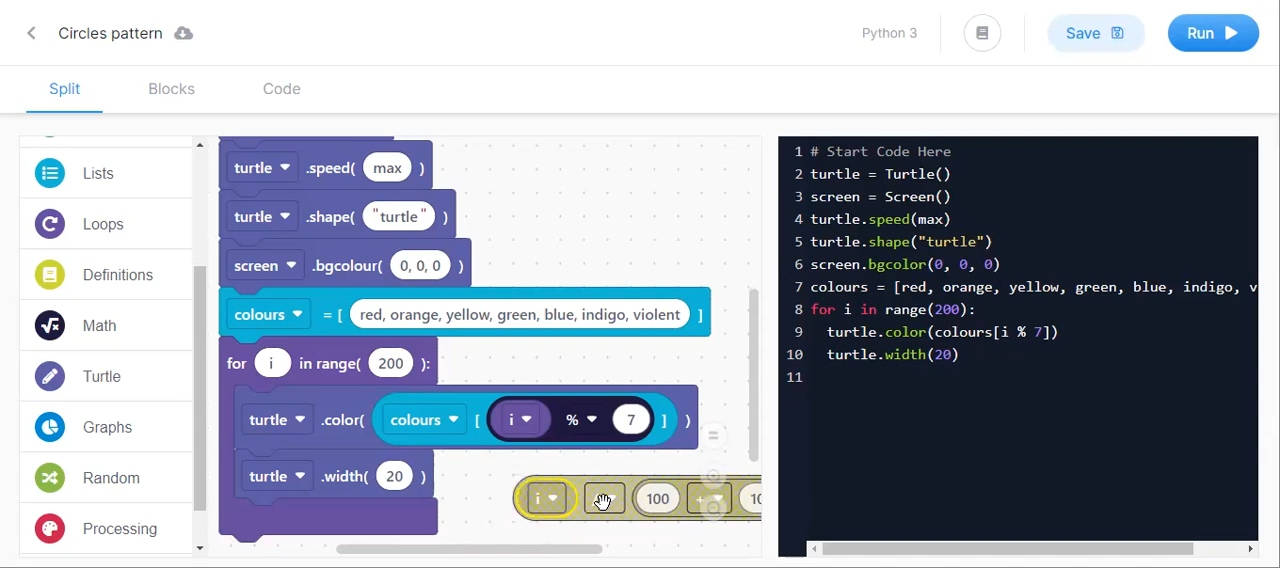 Circles pattern
Python 3
Save
Run
Split
Blocks
Code
Lists
Loops
Definitions
Math
Turtle
Graphs
Random
Processing
turtle .speed( max )
turtle .shape( "turtle" )
screen .bgcolour( 0, 0, 0 )
colours = [ red, orange, yellow, green, blue, indigo, violent ]
for i in range( 200 ):
turtle .color( colours [ i % 7 ] )
turtle .width( 20 )
i 100 + 10
1 # Start Code Here
2 turtle = Turtle()
3 screen = Screen()
4 turtle.speed(max)
5 turtle.shape("turtle")
6 screen.bgcolor(0, 0, 0)
7 colours = [red, orange, yellow, green, blue, indigo, v
8 for i in range(200):
9 turtle.color(colours[i % 7])
10 turtle.width(20)
11